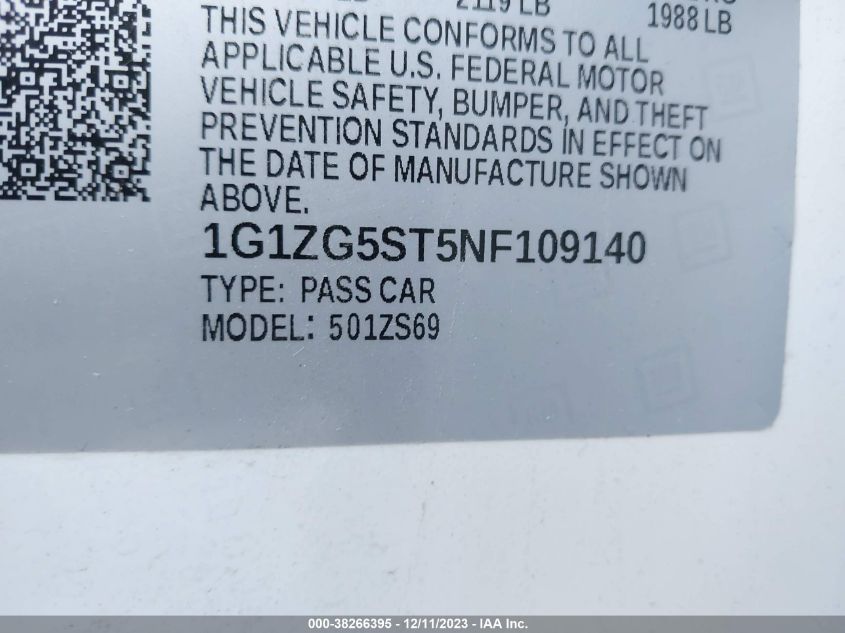 2119 LB
1988 LB
THIS VEHICLE CONFORMS TO ALL
APPLICABLE U.S. FEDERAL MOTOR
VEHICLE SAFETY, BUMPER, AND THEFT
PREVENTION STANDARDS IN EFFECT ON
THE DATE OF MANUFACTURE SHOWN
ABOVE.
1G1ZG5ST5NF109140
TYPE: PASS CAR
MODEL: 501ZS69
000-38266395 - 12/11/2023 - IAA Inc.